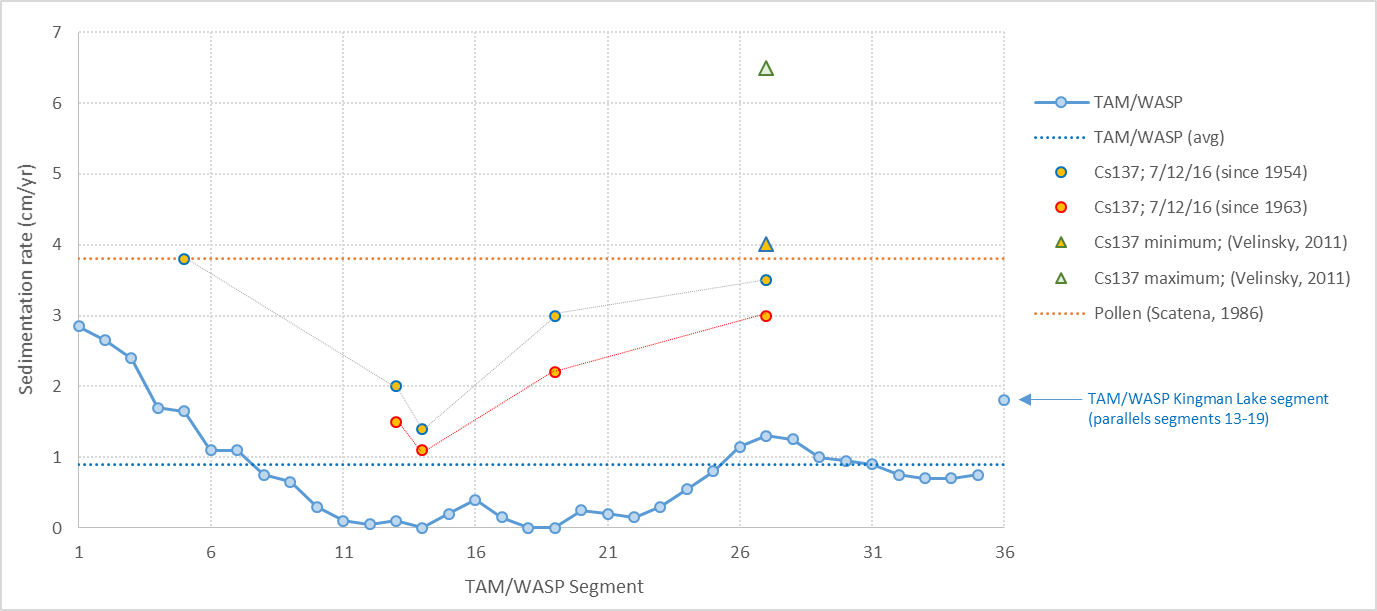 7
6
5
4
3
2
1
0
Sedimentation rate (cm/yr)
1 6 11 16 21 26 31 36
TAM/WASP Segment
TAM/WASP
TAM/WASP (avg)
Cs137; 7/12/16 (since 1954)
Cs137; 7/12/16 (since 1963)
Cs137 minimum; (Velinsky, 2011)
Cs137 maximum; (Velinsky, 2011)
Pollen (Scatena, 1986)
TAM/WASP Kingman Lake segment
(parallels segments 13-19)